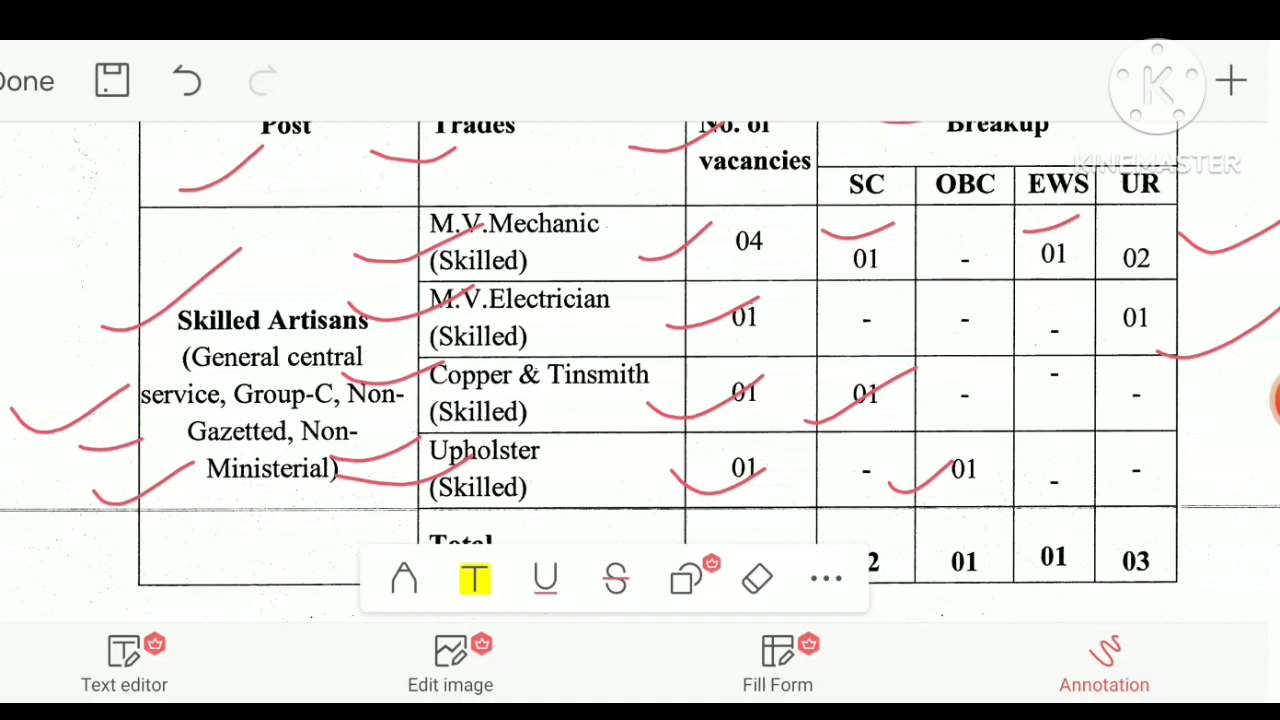 Done
KINEMASTER
Post Trades No. of vacancies Breakup
SC OBC EWS UR
M.V.Mechanic (Skilled) 04 01 - 01 02
M.V.Electrician (Skilled) 01 - - - 01
Skilled Artisans
(General central
service, Group-C, Non-
Gazetted, Non-
Ministerial)
Copper & Tinsmith (Skilled) 01 01 - - -
Upholster (Skilled) 01 - 01 - -
Total 2 01 01 03
Text editor
Edit image
Fill Form
Annotation